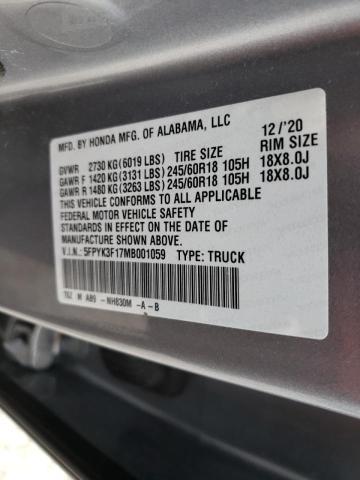 MFD. BY HONDA MFG. OF ALABAMA, LLC 12/'20
GVWR 2730 KG(6019 LBS) TIRE SIZE RIM SIZE
GAWR F 1420 KG(3131 LBS)245/60R18 105H 18X8.0J
GAWR R 1480 KG(3263 LBS)245/60R18 105H 18X8.0J
THIS VEHICLE CONFORMS TO ALL APPLICABLE
FEDERAL MOTOR VEHICLE SAFETY
STANDARDS IN EFFECT ON THE DATE OF
MANUFACTURE SHOWN ABOVE.
V.I.N.:5FPYK3F17MB001059 TYPE: TRUCK
T6Z M AB9 -NH830M -A-B